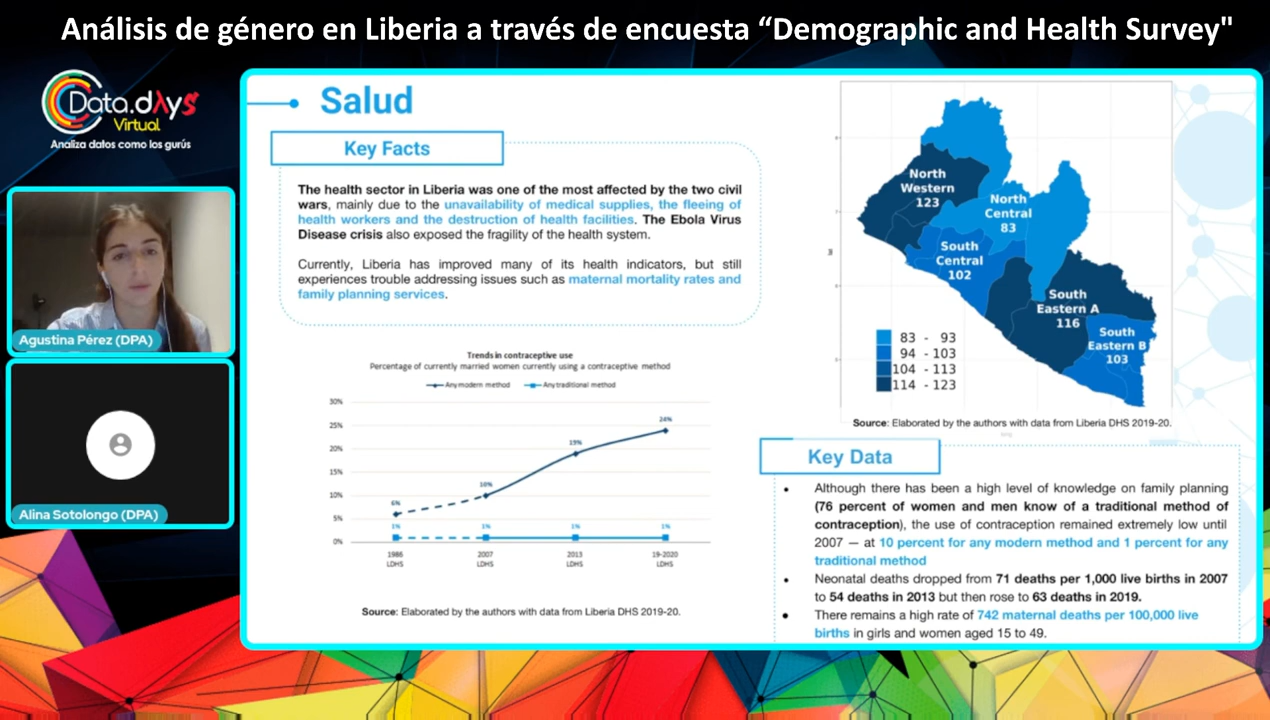 Análisis de género en Liberia a través de encuesta “Demographic and Health Survey"
Data.dAys
Virtual
Analiza datos como los gurús
Agustina Pérez (DPA)
Alina Sotolongo (DPA)
Salud
Key Facts
The health sector in Liberia was one of the most affected by the two civil
wars, mainly due to the unavailability of medical supplies, the fleeing of
health workers and the destruction of health facilities. The Ebola Virus
Disease crisis also exposed the fragility of the health system.
Currently, Liberia has improved many of its health indicators, but still
experiences trouble addressing issues such as maternal mortality rates and
family planning services.
Trends in contraceptive use
Percentage of currently married women currently using a contraceptive method
Any modern method
Any traditional method
30%
25%
20%
15%
10%
5%
0%
6%
10%
19%
24%
1%
1%
1%
1%
1986
LDHS
2007
LDHS
2013
LDHS
19-2020
LDHS
Source: Elaborated by the authors with data from Liberia DHS 2019-20.
North
Western
123
North
Central
83
South
Central
102
South
Eastern A
116
South
Eastern B
103
83 - 93
94 - 103
104 - 113
114 - 123
Source: Elaborated by the authors with data from Liberia DHS 2019-20.
Key Data
• Although there has been a high level of knowledge on family planning
(76 percent of women and men know of a traditional method of
contraception), the use of contraception remained extremely low until
2007 — at 10 percent for any modern method and 1 percent for any
traditional method
• Neonatal deaths dropped from 71 deaths per 1,000 live births in 2007
to 54 deaths in 2013 but then rose to 63 deaths in 2019.
• There remains a high rate of 742 maternal deaths per 100,000 live
births in girls and women aged 15 to 49.